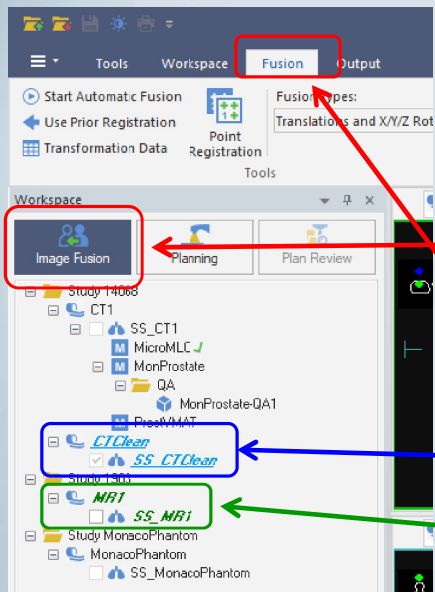 Tools Workspace Fusion Output
Start Automatic Fusion
Use Prior Registration
Transformation Data
Point
Registration
Fusion Types:
Translations and X/Y/Z Rot
Tools
Workspace
Image Fusion
Planning
Plan Review
Study 14068
CT1
SS_CT1
MicroMLC
MonProstate
QA
MonProstate-QA1
ProstVMAT
CTClean
SS_CTClean
Study 1903
MR1
SS_MR1
Study MonacoPhantom
MonacoPhantom
SS_MonacoPhantom